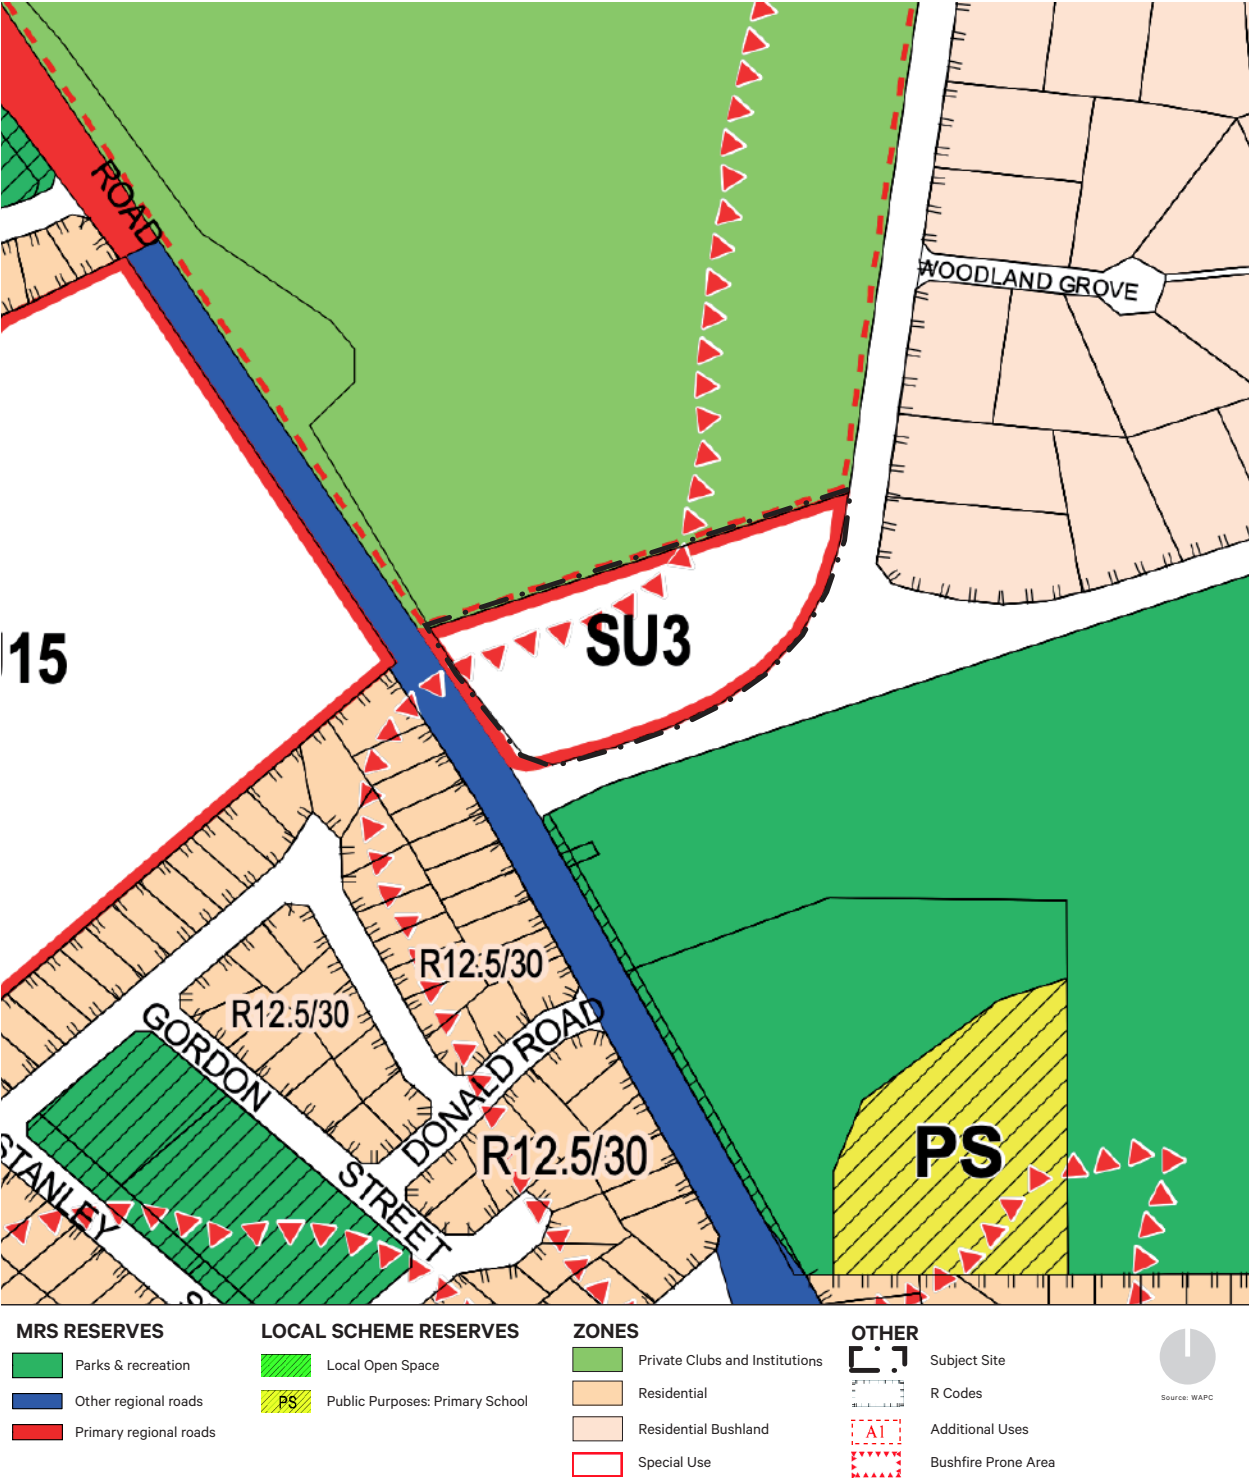 ROAD
WOODLAND GROVE
15
SU3
R12.5/30
R12.5/30
GORDON
DONALD ROAD
STREET
R12.5/30
STANLEY
S
PS
MRS RESERVES
Parks & recreation
Other regional roads
Primary regional roads
LOCAL SCHEME RESERVES
Local Open Space
PS Public Purposes: Primary School
ZONES
Private Clubs and Institutions
Residential
Residential Bushland
Special Use
OTHER
Subject Site
R Codes
A1 Additional Uses
Bushfire Prone Area
Source: WAPC